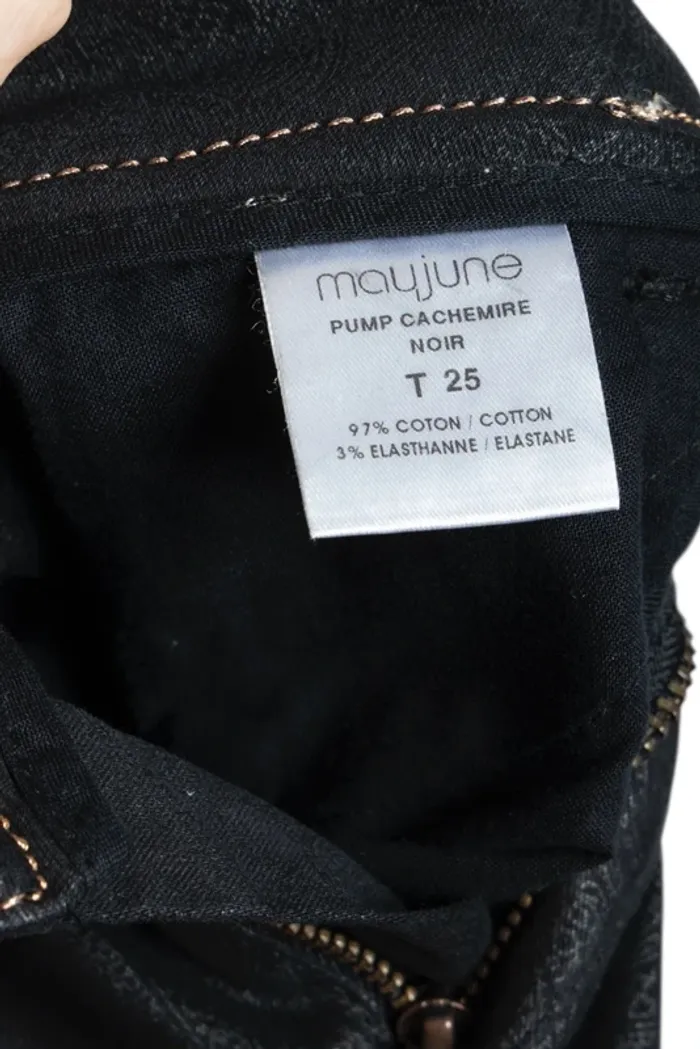 maujune
PUMP CACHEMIRE
NOIR
T 25
97% COTON / COTTON
3% ELASTHANNE / ELASTANE